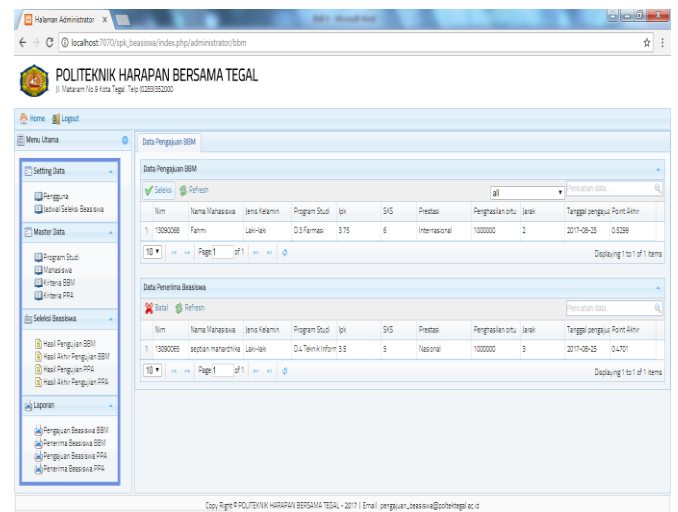 Halaman Administrator
localhost:7070/spk_beasiswa/index.php/administrator/bbm
POLITEKNIK HARAPAN BERSAMA TEGAL
Jl. Mataram No.9 Kota Tegal Telp (0283)352000
Home Logout
Menu Utama
Setting Data
Pengguna
Jadwal Seleksi Beasiswa
Master Data
Program Studi
Mahasiswa
Kriteria BBM
Kriteria PPA
Seleksi Beasiswa
Hasil Pengujian BBM
Hasil Akhir Pengujian BBM
Hasil Pengujian PPA
Hasil Akhir Pengujian PPA
Laporan
Pengajuan Beasiswa BBM
Penerima Beasiswa BBM
Pengajuan Beasiswa PPA
Penerima Beasiswa PPA
Data Pengajuan BBM
Data Pengajuan BBM
Seleksi Refresh all Pencarian data
Nim Nama Mahasiswa Jenis Kelamin Program Studi Ipk SKS Prestasi Penghasilan ortu Jarak Tanggal pengajua Point Akhir
1 13090068 Fahmi Laki-laki D3 Farmasi 3.75 6 Internasional 1000000 2 2017-08-25 0.5299
10 Page 1 of 1 Displaying 1 to 1 of 1 items
Data Penerima Beasiswa
Batal Refresh Pencarian data
Nim Nama Mahasiswa Jenis Kelamin Program Studi Ipk SKS Prestasi Penghasilan ortu Jarak Tanggal pengajua Point Akhir
1 13090065 septian mahardhika Laki-laki D4 Teknik Inform 3.5 5 Nasional 1000000 3 2017-08-25 0.4701
10 Page 1 of 1 Displaying 1 to 1 of 1 items
Copy Right © POLITEKNIK HARAPAN BERSAMA TEGAL - 2017 | Email :pengajuan_beasiswa@poltektegal.ac.id